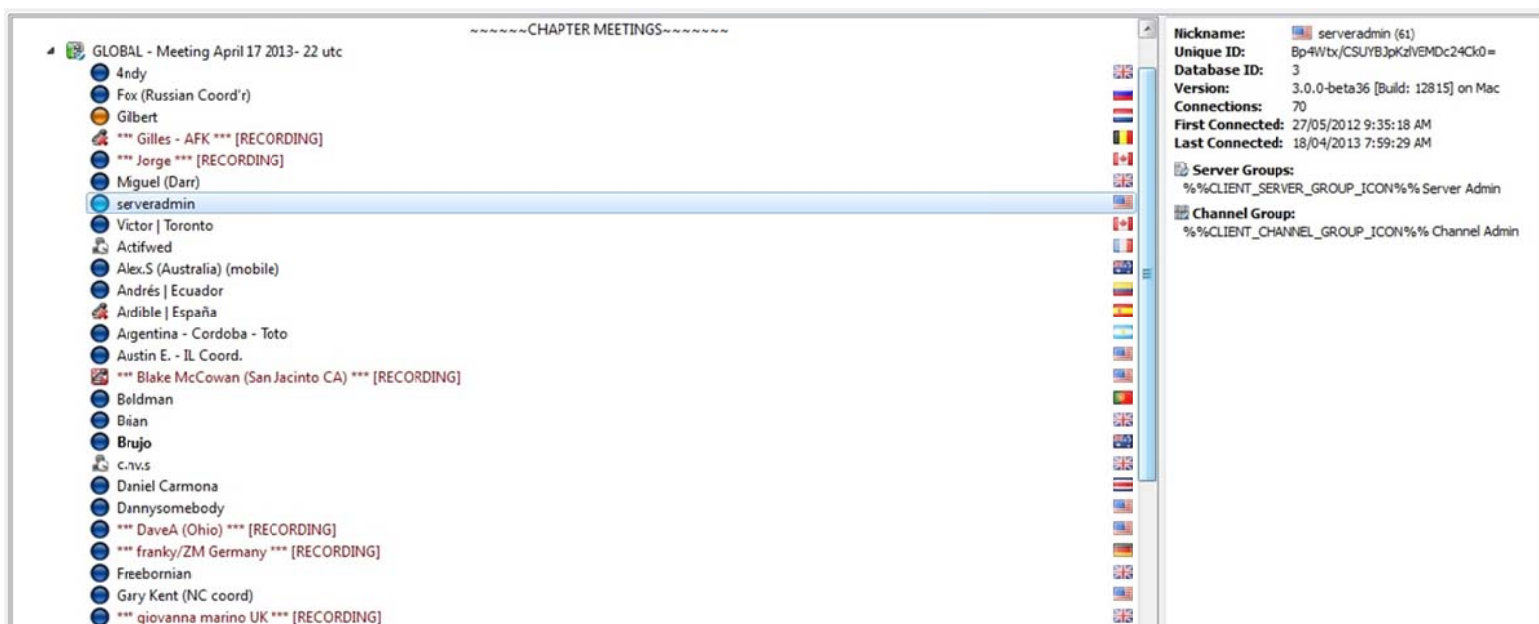 ~~~~~~CHAPTER MEETINGS~~~~~~~
GLOBAL - Meeting April 17 2013- 22 utc
4ndy
Fox (Russian Coord'r)
Gilbert
*** Gilles - AFK *** [RECORDING]
*** Jorge *** [RECORDING]
Miguel (Darr)
serveradmin
Victor | Toronto
Actifwed
Alex.S (Australia) (mobile)
Andrés | Ecuador
Ardible | España
Argentina - Cordoba - Toto
Austin E. - IL Coord.
*** Blake McCowan (San Jacinto CA) *** [RECORDING]
Boldman
Brian
Brujo
c.nv.s
Daniel Carmona
Dannysomebody
*** DaveA (Ohio) *** [RECORDING]
*** franky/ZM Germany *** [RECORDING]
Freebornian
Gary Kent (NC coord)
*** giovanna marino UK *** [RECORDING]
Nickname: serveradmin (61)
Unique ID: Bp4Wtx/CSUYBJpKzlVEMDc24Ck0=
Database ID: 3
Version: 3.0.0-beta36 [Build: 12815] on Mac
Connections: 70
First Connected: 27/05/2012 9:35:18 AM
Last Connected: 18/04/2013 7:59:29 AM
Server Groups:
%%CLIENT_SERVER_GROUP_ICON%% Server Admin
Channel Group:
%%CLIENT_CHANNEL_GROUP_ICON%% Channel Admin